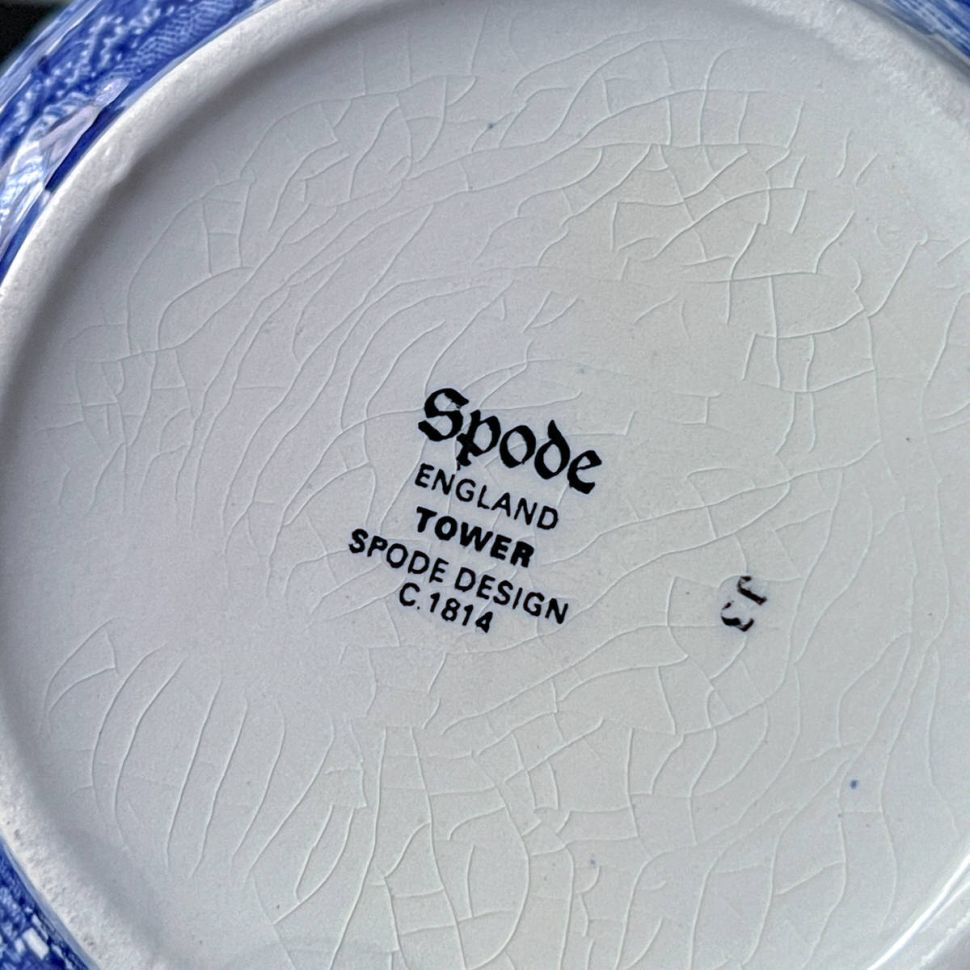 Spode
ENGLAND
TOWER
SPODE DESIGN
C.1814